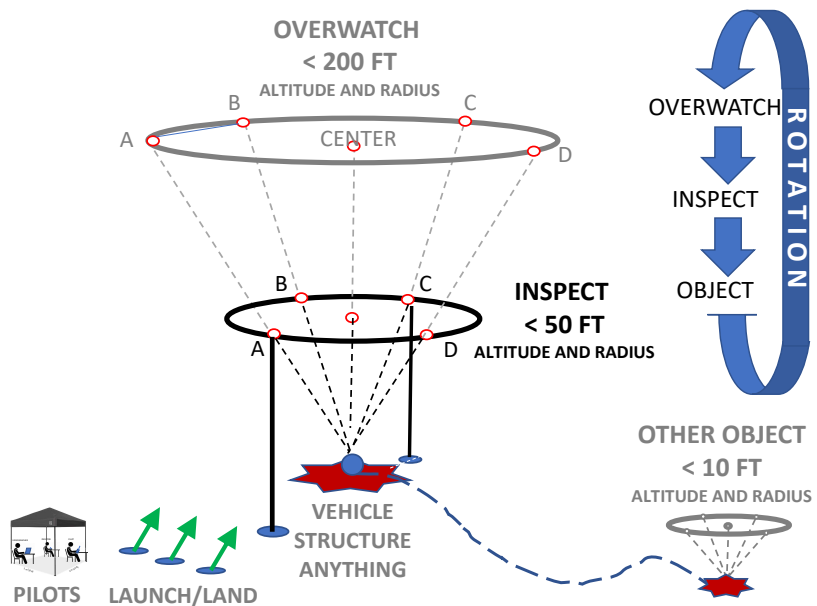 OVERWATCH
< 200 FT
ALTITUDE AND RADIUS
A
B
C
CENTER
D
B
C
A
D
INSPECT
< 50 FT
ALTITUDE AND RADIUS
VEHICLE
STRUCTURE
ANYTHING
PILOTS
LAUNCH/LAND
OVERWATCH
INSPECT
OBJECT
ROTATION
OTHER OBJECT
< 10 FT
ALTITUDE AND RADIUS